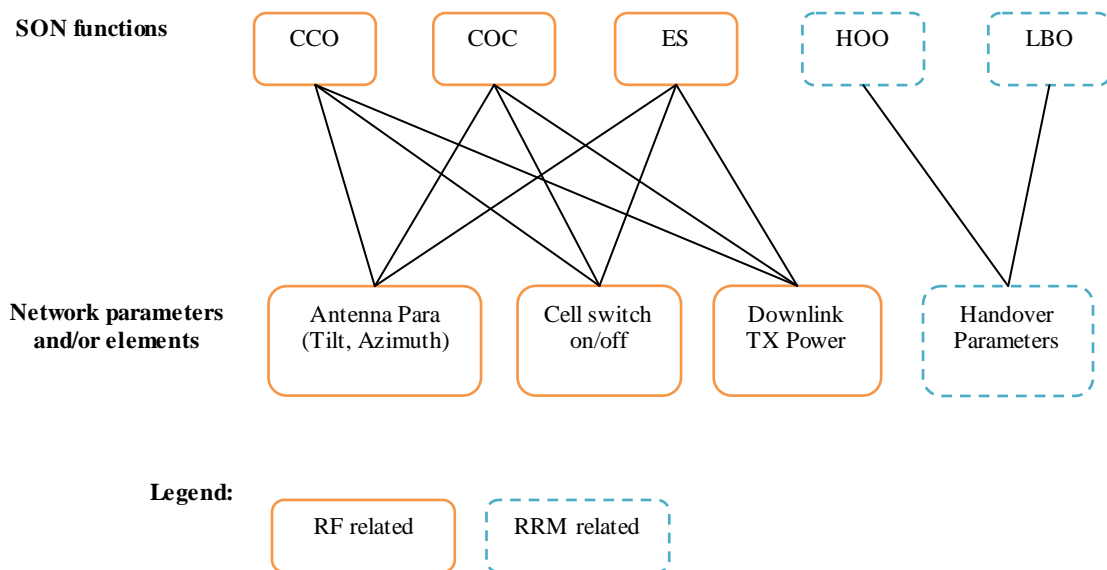 SON functions
CCO
COC
ES
HOO
LBO
Network parameters
and/or elements
Antenna Para
(Tilt, Azimuth)
Cell switch
on/off
Downlink
TX Power
Handover
Parameters
Legend:
RF related
RRM related